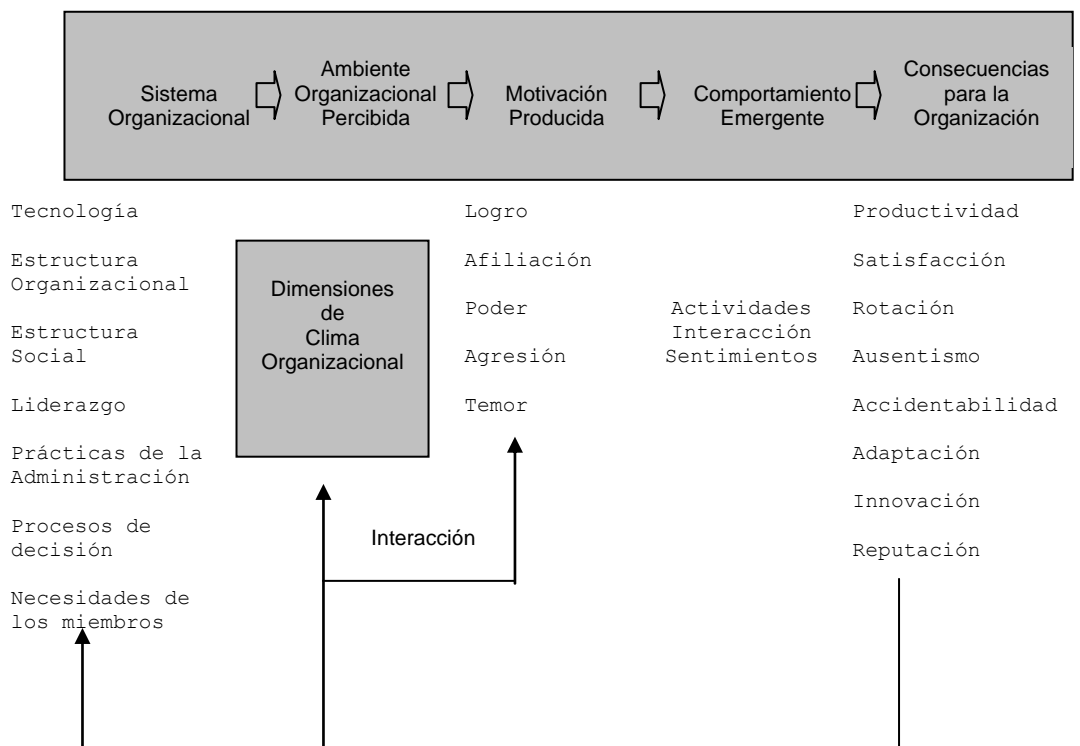 Sistema
Organizacional
Ambiente
Organizacional
Percibida
Motivación
Producida
Comportamiento
Emergente
Consecuencias
para la
Organización
Tecnología
Estructura
Organizacional
Estructura
Social
Liderazgo
Prácticas de la
Administración
Procesos de
decisión
Necesidades de
los miembros
Dimensiones
de
Clima
Organizacional
Logro
Afiliación
Poder
Agresión
Temor
Interacción
Actividades
Interacción
Sentimientos
Productividad
Satisfacción
Rotación
Ausentismo
Accidentabilidad
Adaptación
Innovación
Reputación